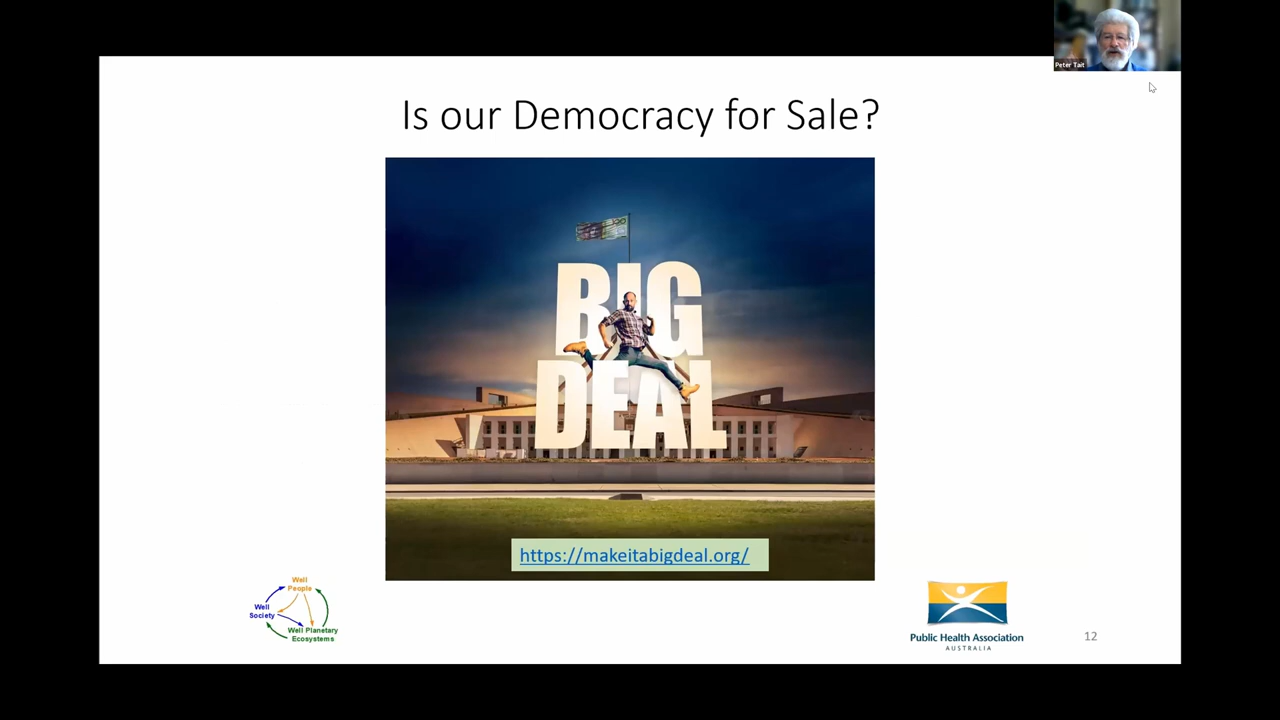 Peter Tait
Is our Democracy for Sale?
BIG
DEAL
https://makeitabigdeal.org/
Well
People
Well
Society
Well Planetary
Ecosystems
Public Health Association
AUSTRALIA
12